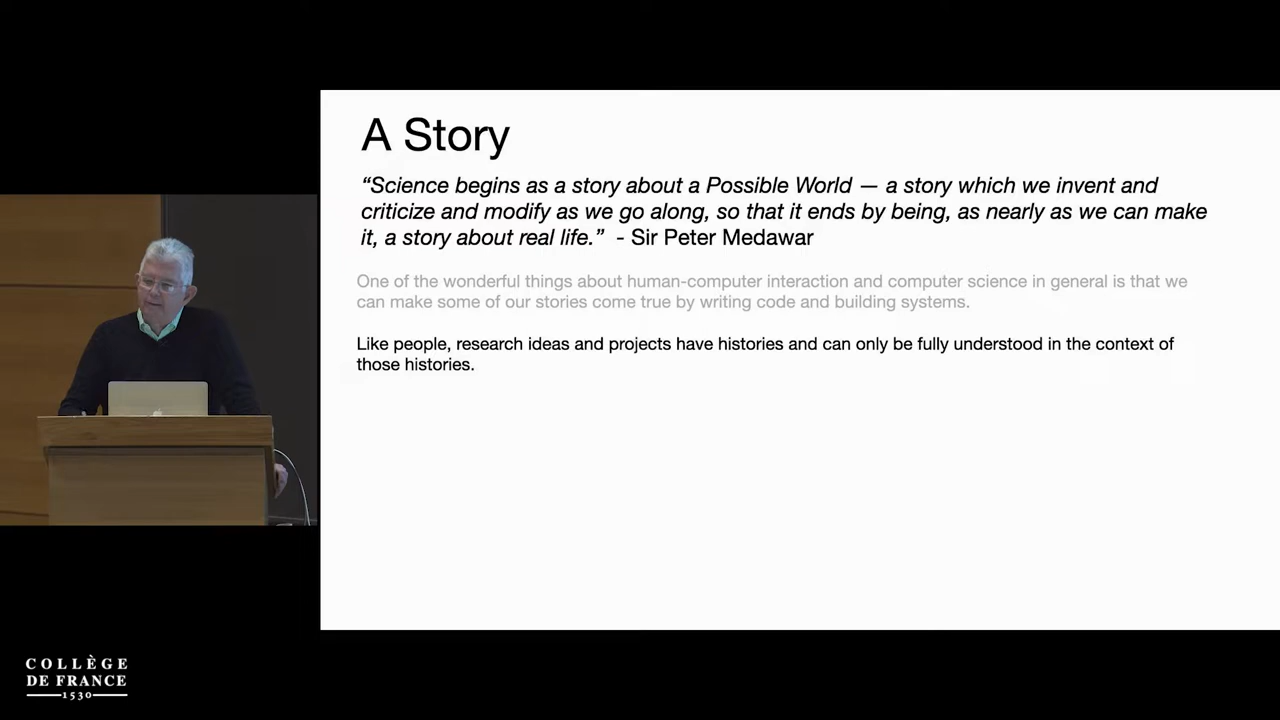 A Story
“Science begins as a story about a Possible World — a story which we invent and
criticize and modify as we go along, so that it ends by being, as nearly as we can make
it, a story about real life.”  - Sir Peter Medawar
One of the wonderful things about human-computer interaction and computer science in general is that we
can make some of our stories come true by writing code and building systems.
Like people, research ideas and projects have histories and can only be fully understood in the context of
those histories.
COLLÈGE
DE FRANCE
1530